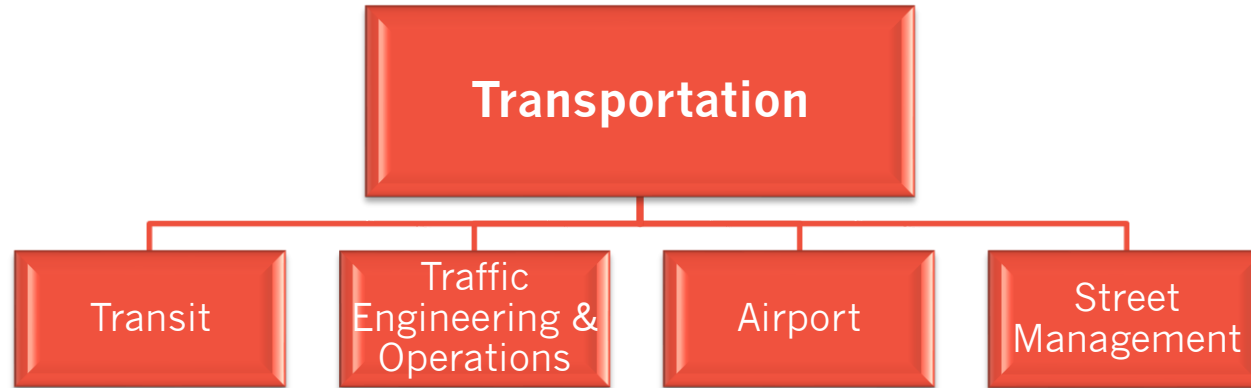 Transportation
Transit
Traffic
Engineering &
Operations
Airport
Street
Management